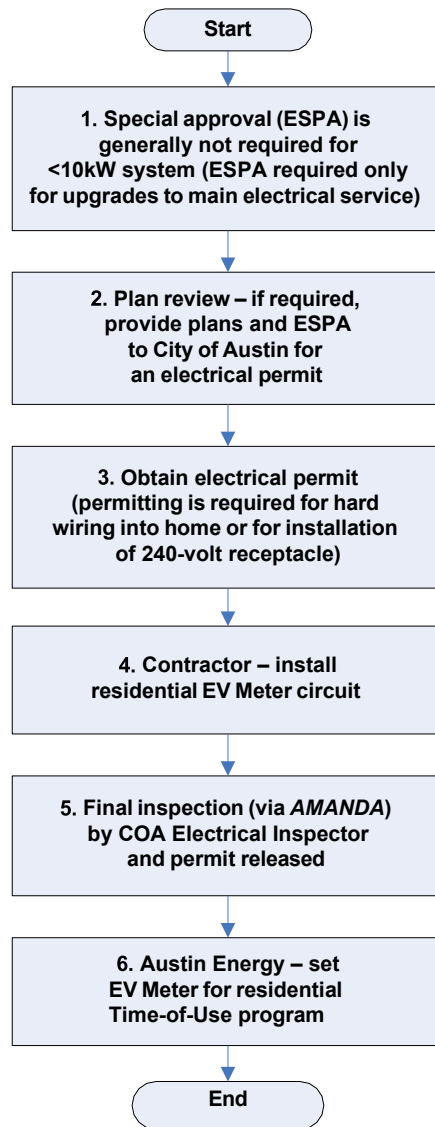 Start
1. Special approval (ESPA) is
generally not required for
<10kW system (ESPA required only
for upgrades to main electrical service)
2. Plan review – if required,
provide plans and ESPA
to City of Austin for
an electrical permit
3. Obtain electrical permit
(permitting is required for hard
wiring into home or for installation
of 240-volt receptacle)
4. Contractor – install
residential EV Meter circuit
5. Final inspection (via AMANDA)
by COA Electrical Inspector
and permit released
6. Austin Energy – set
EV Meter for residential
Time-of-Use program
End